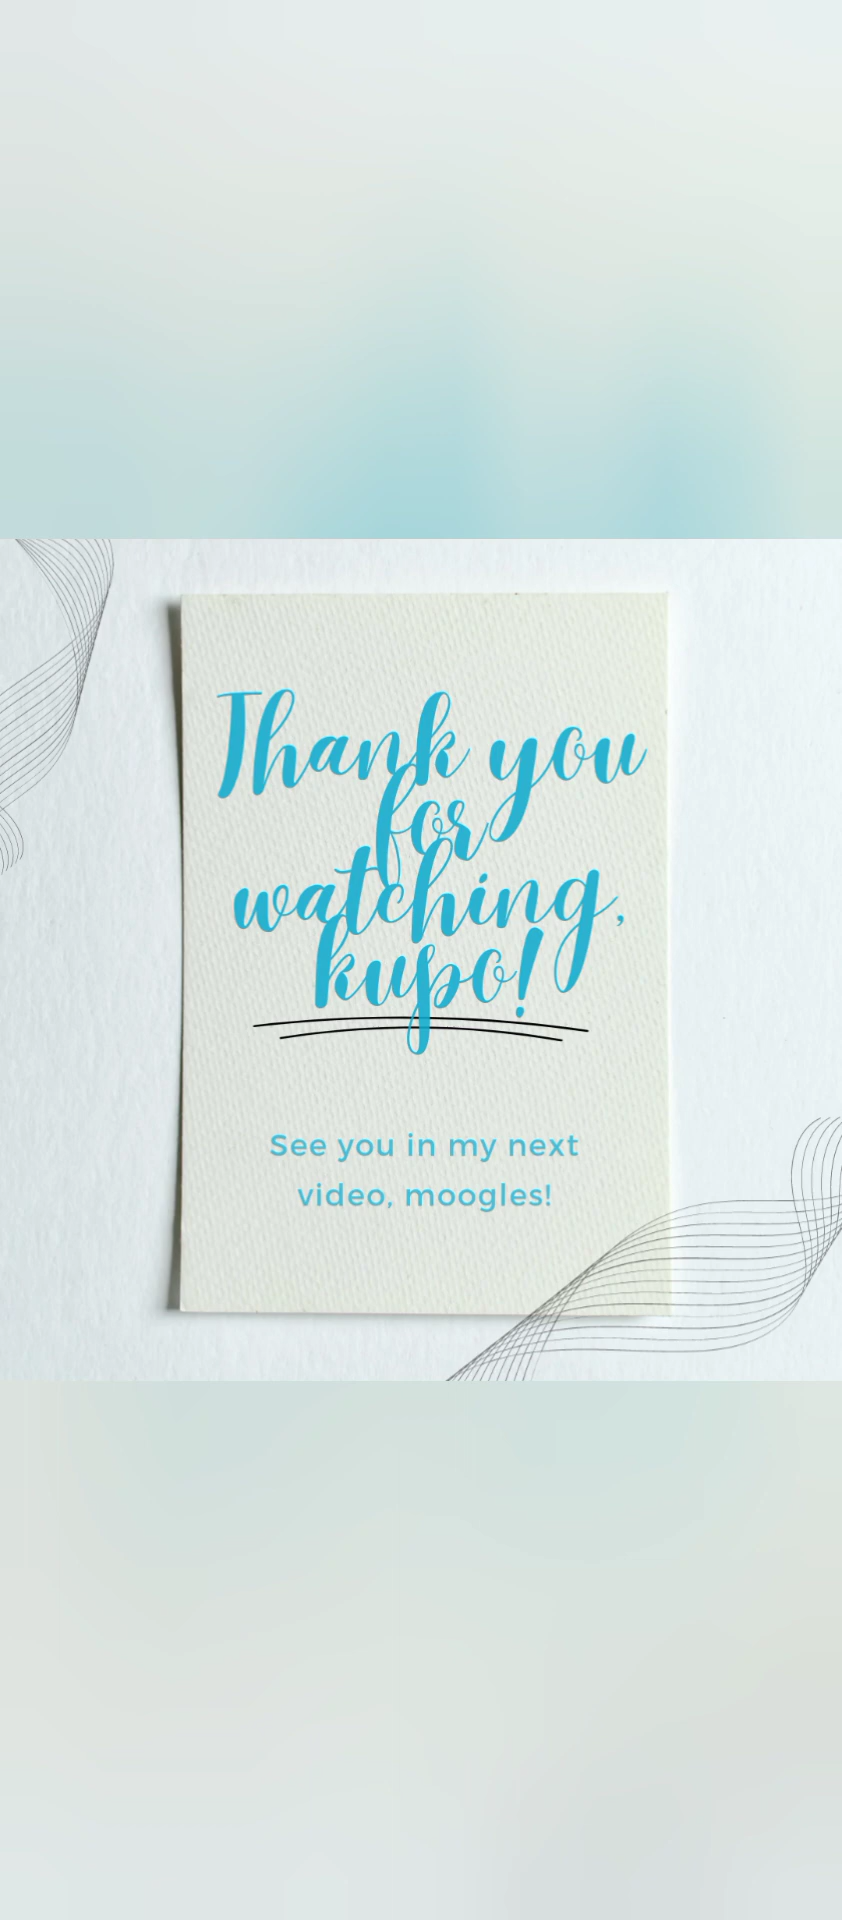 Thank you
for
watching,
kupo!
See you in my next
video, moogles!